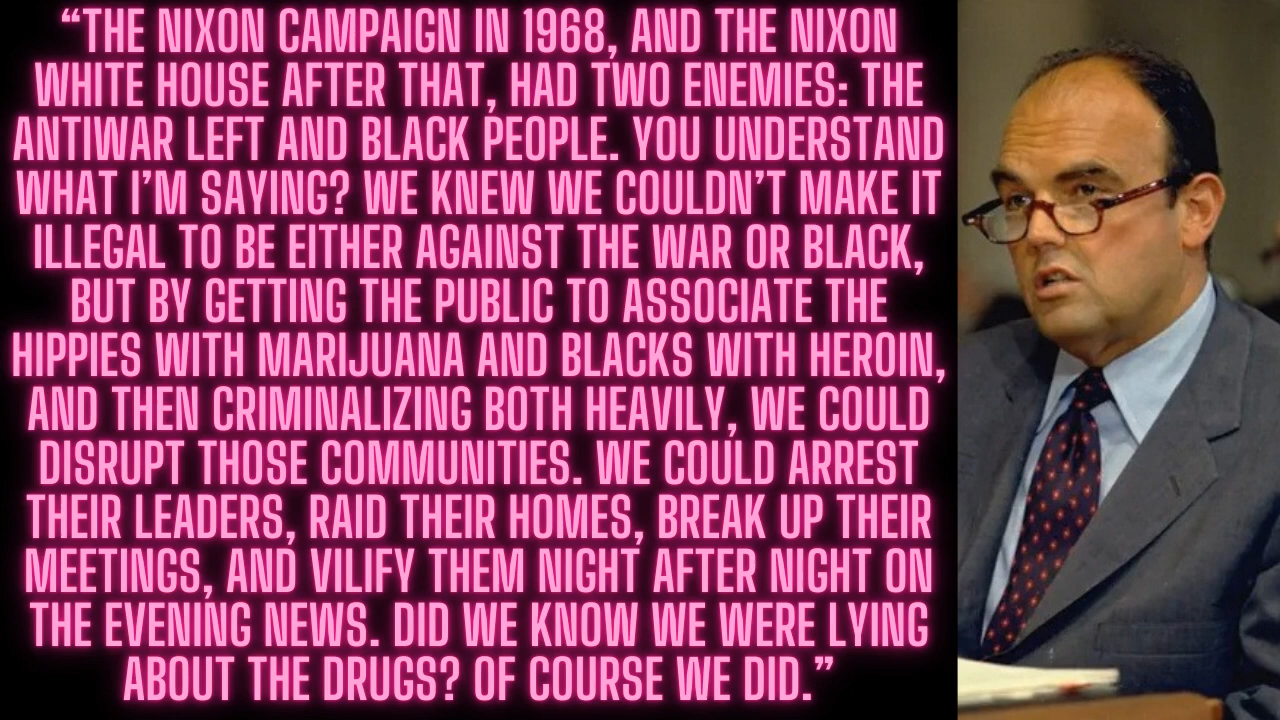 “THE NIXON CAMPAIGN IN 1968, AND THE NIXON
WHITE HOUSE AFTER THAT, HAD TWO ENEMIES: THE
ANTIWAR LEFT AND BLACK PEOPLE. YOU UNDERSTAND
WHAT I’M SAYING? WE KNEW WE COULDN’T MAKE IT
ILLEGAL TO BE EITHER AGAINST THE WAR OR BLACK,
BUT BY GETTING THE PUBLIC TO ASSOCIATE THE
HIPPIES WITH MARIJUANA AND BLACKS WITH HEROIN,
AND THEN CRIMINALIZING BOTH HEAVILY, WE COULD
DISRUPT THOSE COMMUNITIES. WE COULD ARREST
THEIR LEADERS, RAID THEIR HOMES, BREAK UP THEIR
MEETINGS, AND VILIFY THEM NIGHT AFTER NIGHT ON
THE EVENING NEWS. DID WE KNOW WE WERE LYING
ABOUT THE DRUGS? OF COURSE WE DID.”